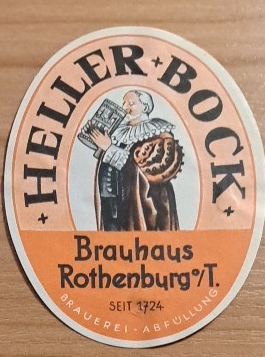 + HELLER + BOCK +
Brauhaus
Rothenburg o/T.
SEIT 1724
BRAUEREI - ABFÜLLUNG